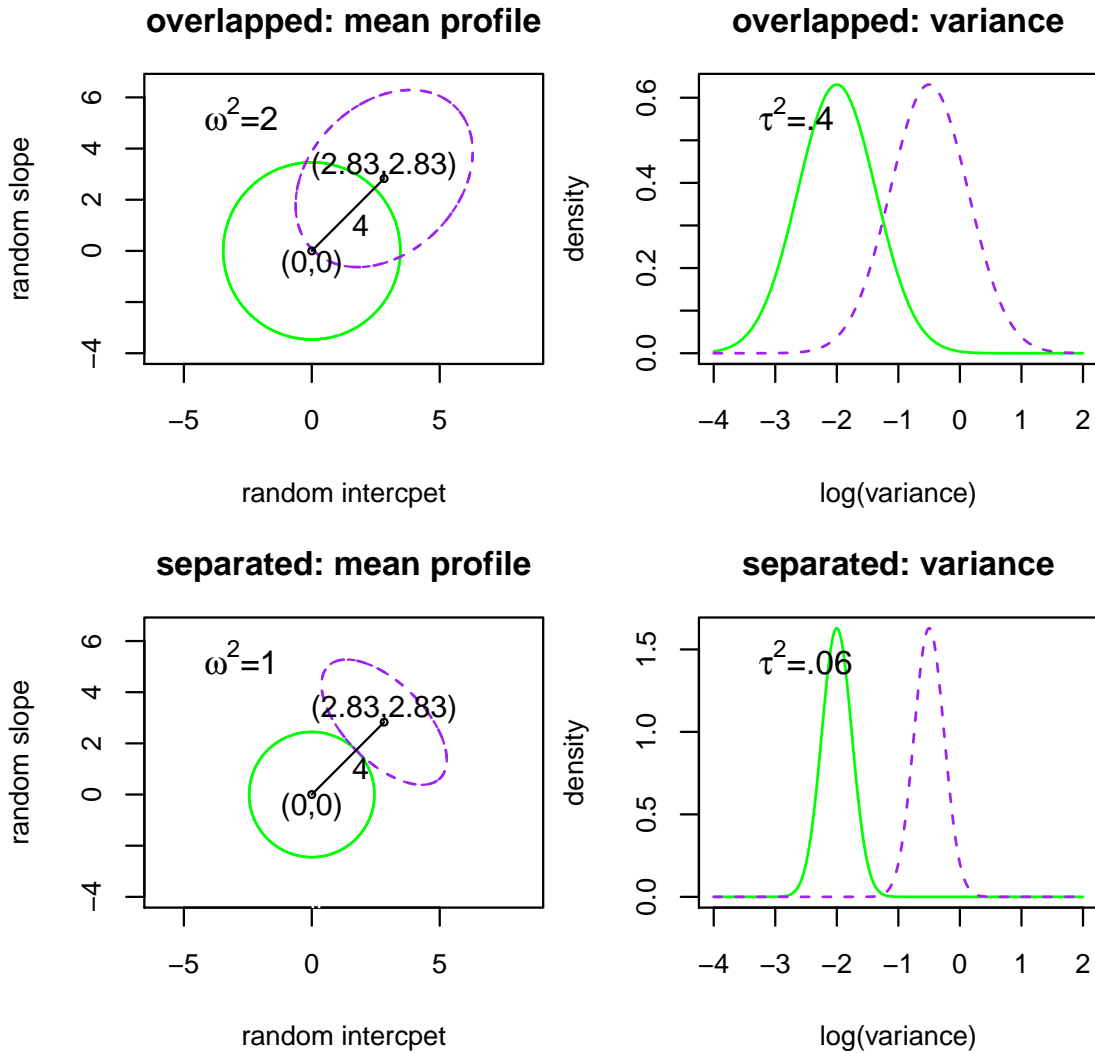 overlapped: mean profile
random slope
6
4
2
0
−4
ω²=2
(2.83,2.83)
4
(0,0)
−5 0 5
random intercpet
overlapped: variance
density
0.6
0.4
0.2
0.0
τ²=.4
−4 −3 −2 −1 0 1 2
log(variance)
separated: mean profile
random slope
6
4
2
0
−4
ω²=1
(2.83,2.83)
4
(0,0)
−5 0 5
random intercpet
separated: variance
density
1.5
1.0
0.5
0.0
τ²=.06
−4 −3 −2 −1 0 1 2
log(variance)